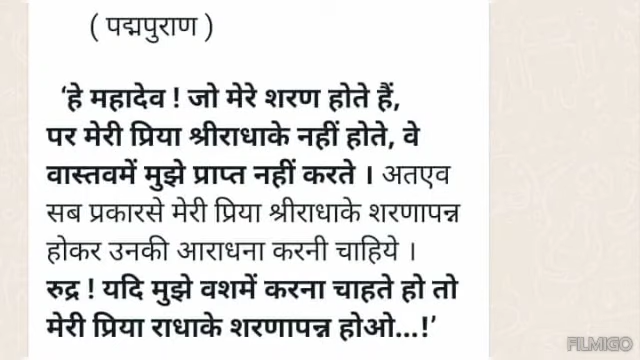 ( पद्मपुराण )
‘हे महादेव ! जो मेरे शरण होते हैं,
पर मेरी प्रिया श्रीराधाके नहीं होते, वे
वास्तवमें मुझे प्राप्त नहीं करते । अतएव
सब प्रकारसे मेरी प्रिया श्रीराधाके शरणापन्न
होकर उनकी आराधना करनी चाहिये ।
रुद्र ! यदि मुझे वशमें करना चाहते हो तो
मेरी प्रिया राधाके शरणापन्न होओ...!’
FILMIGO